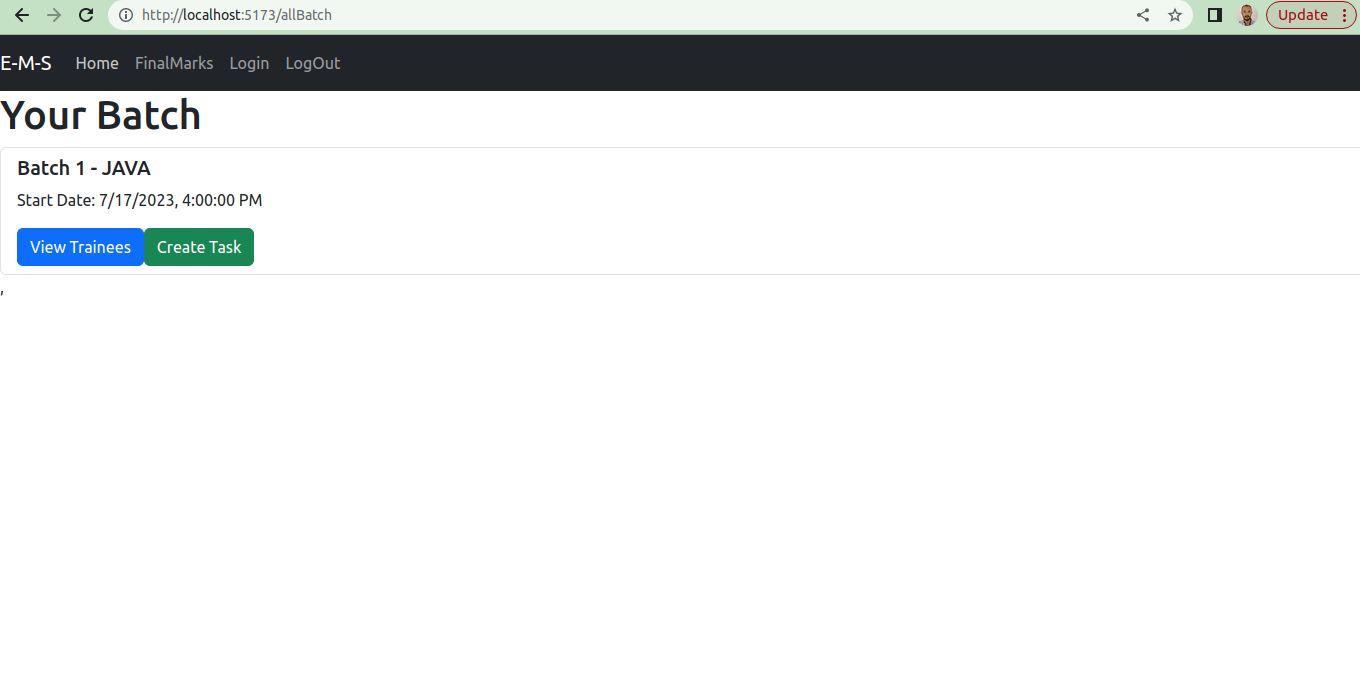 http://localhost:5173/allBatch
Update
E-M-S Home FinalMarks Login LogOut
Your Batch
Batch 1 - JAVA
Start Date: 7/17/2023, 4:00:00 PM
View Trainees Create Task
,